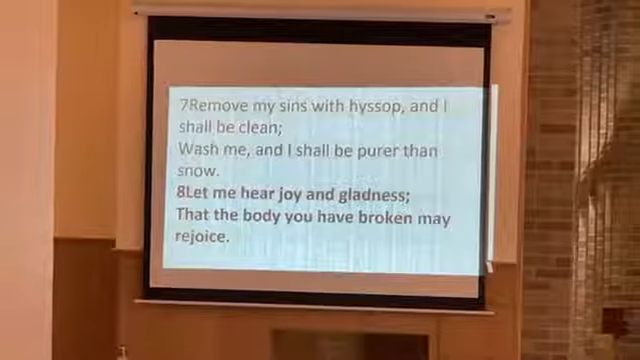 7Remove my sins with hyssop, and I
shall be clean;
Wash me, and I shall be purer than
snow.
8Let me hear joy and gladness;
That the body you have broken may
rejoice.